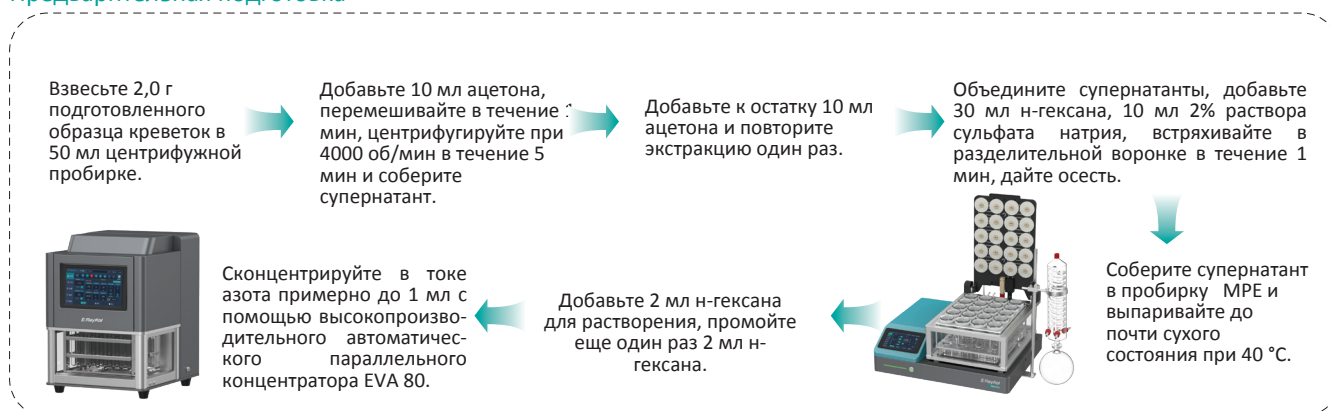 Предварительная подготовка
Взвесьте 2,0 г
подготовленного
образца креветок в
50 мл центрифужной
пробирке.
Добавьте 10 мл ацетона,
перемешивайте в течение
мин, центрифугируйте при
4000 об/мин в течение 5
мин и соберите
супернатант.
Добавьте к остатку 10 мл
ацетона и повторите
экстракцию один раз.
Объедините супернатанты, добавьте
30 мл н-гексана, 10 мл 2% раствора
сульфата натрия, встряхивайте в
разделительной воронке в течение 1
мин, дайте осесть.
Соберите супернатант
в пробирку MPE и
выпаривайте до
почти сухого
состояния при 40 °C.
Добавьте 2 мл н-гексана
для растворения, промойте
еще один раз 2 мл н-
гексана.
Сконцентрируйте в токе
азота примерно до 1 мл с
помощью высокопроизво-
дительного автоматичес-
кого параллельного
концентратора EVA 80.